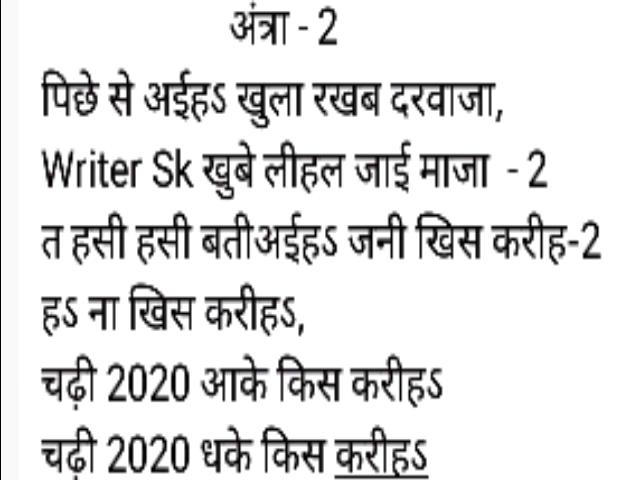 अंत्रा - 2
पिछे से अईहऽ खुला रखब दरवाजा,
Writer Sk खुबे लीहल जाई माजा - 2
त हसी हसी बतीअईहऽ जनी खिस करीह-2
हऽ ना खिस करीहऽ,
चढ़ी 2020 आके किस करीहऽ
चढ़ी 2020 धके किस करीहऽ